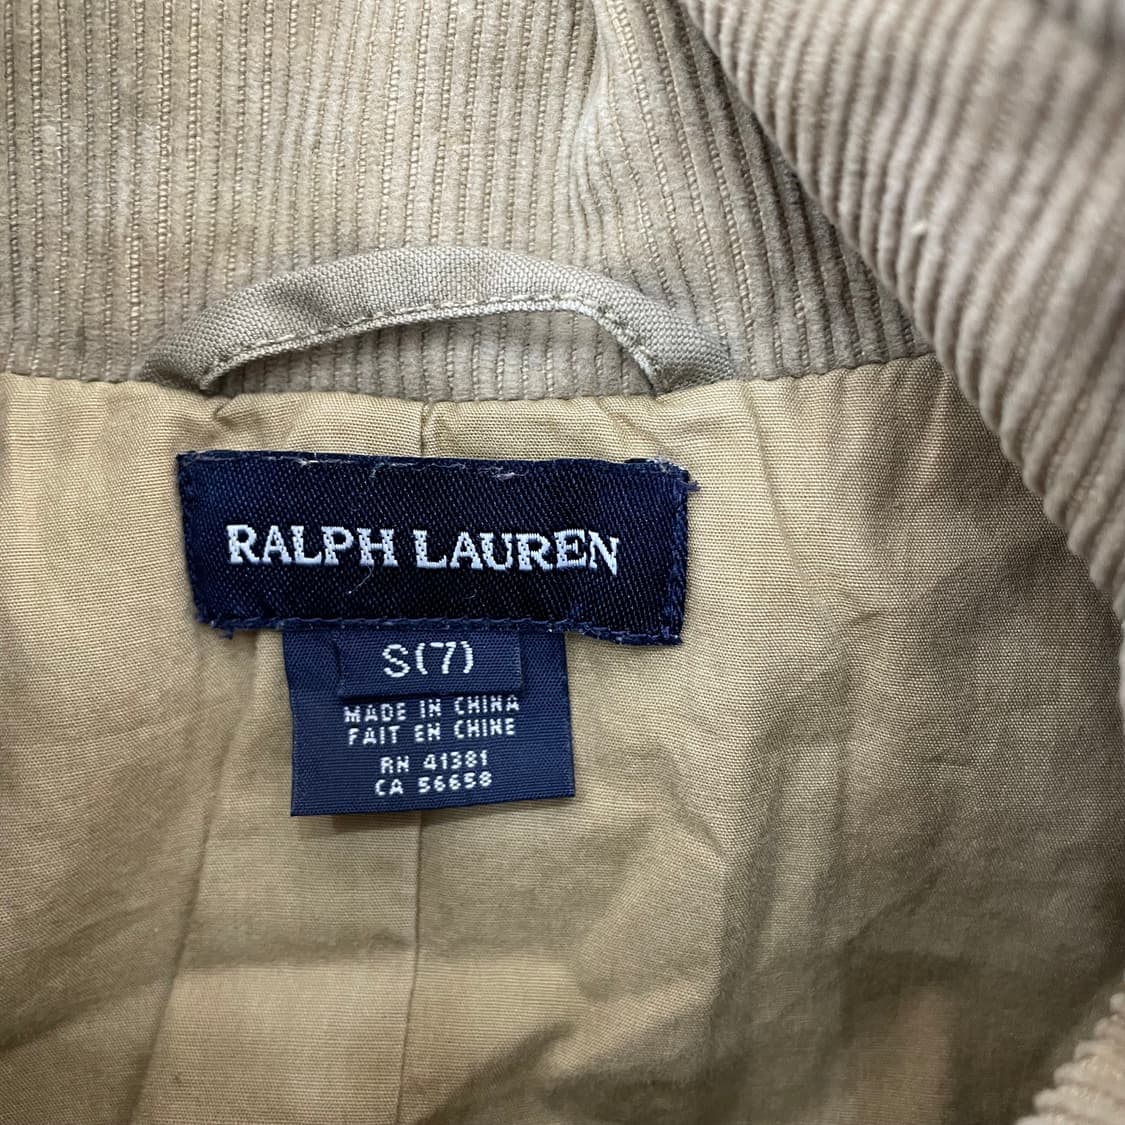 RALPH LAUREN
S(7)
MADE IN CHINA
FAIT EN CHINE
RN 41381
CA 56658